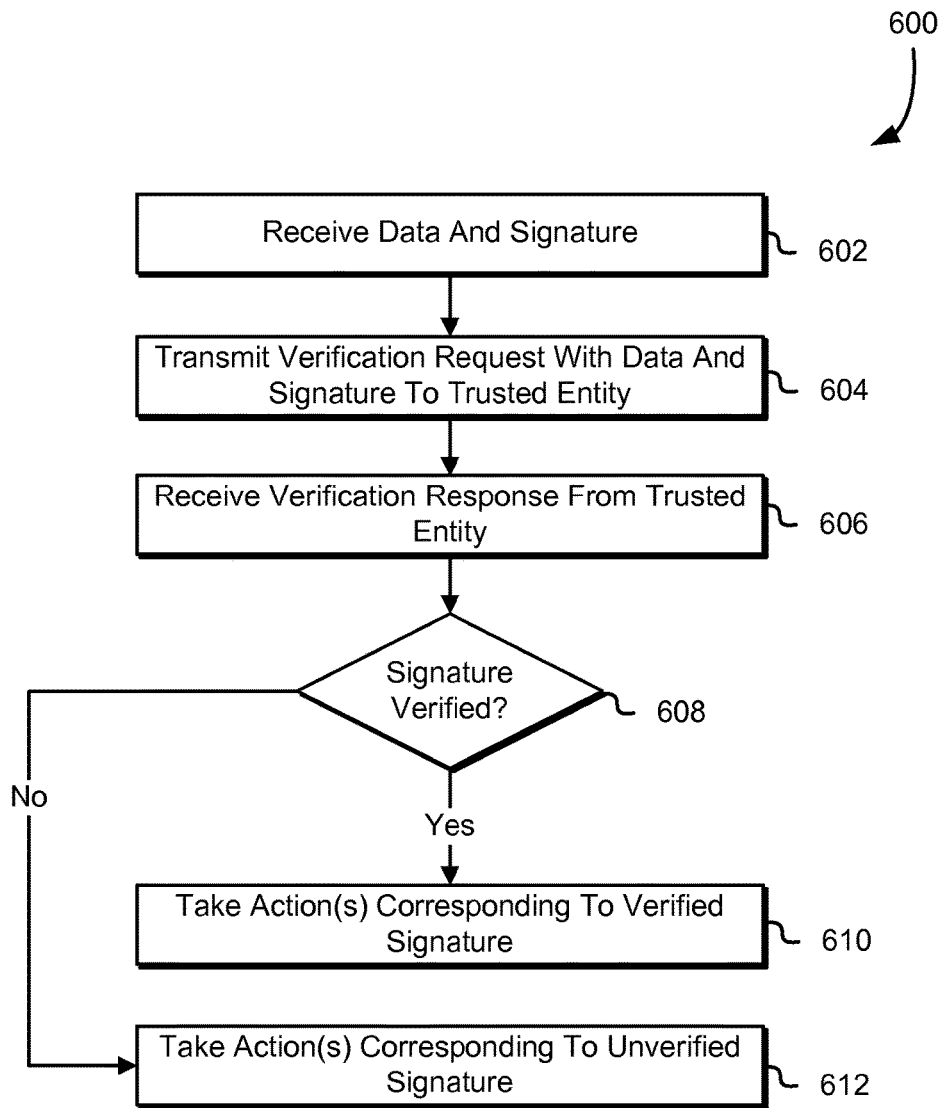 600
Receive Data And Signature
602
Transmit Verification Request With Data And
Signature To Trusted Entity
604
Receive Verification Response From Trusted
Entity
606
Signature
Verified?
608
No
Yes
Take Action(s) Corresponding To Verified
Signature
610
Take Action(s) Corresponding To Unverified
Signature
612